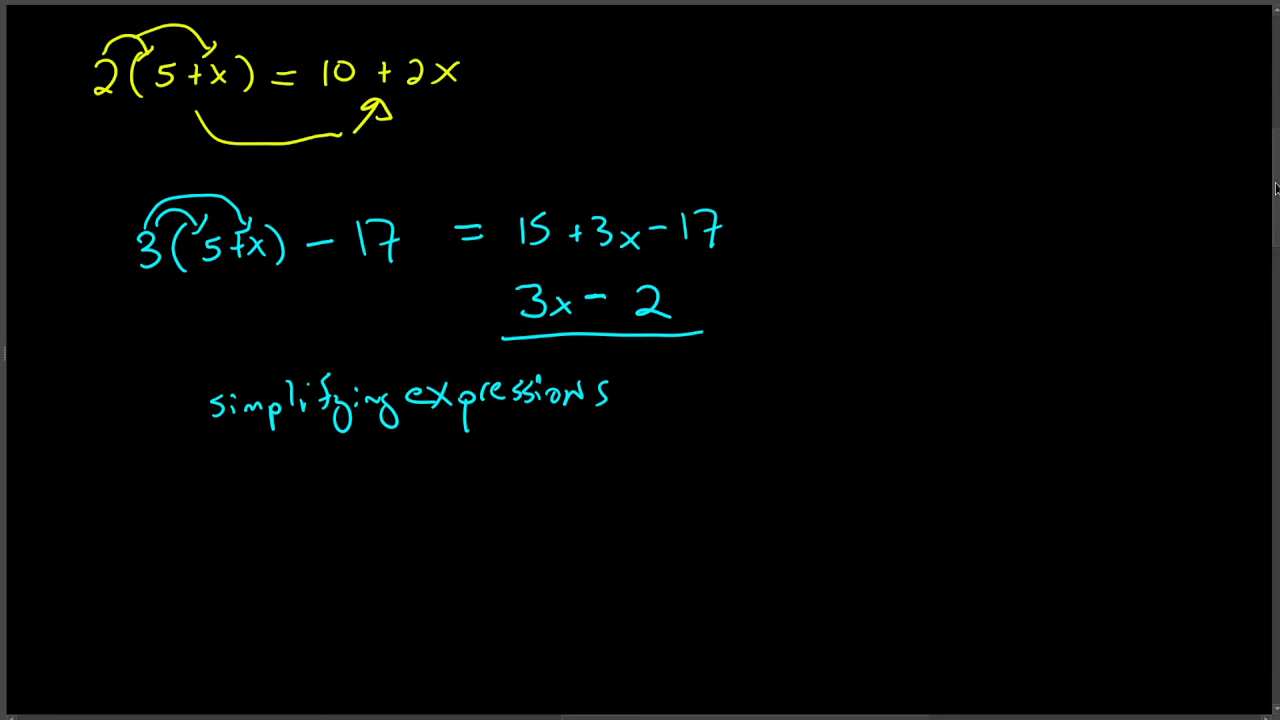 2(5+x) = 10 + 2x
3(5+x) - 17 = 15 + 3x - 17
3x - 2
simplifying expressions